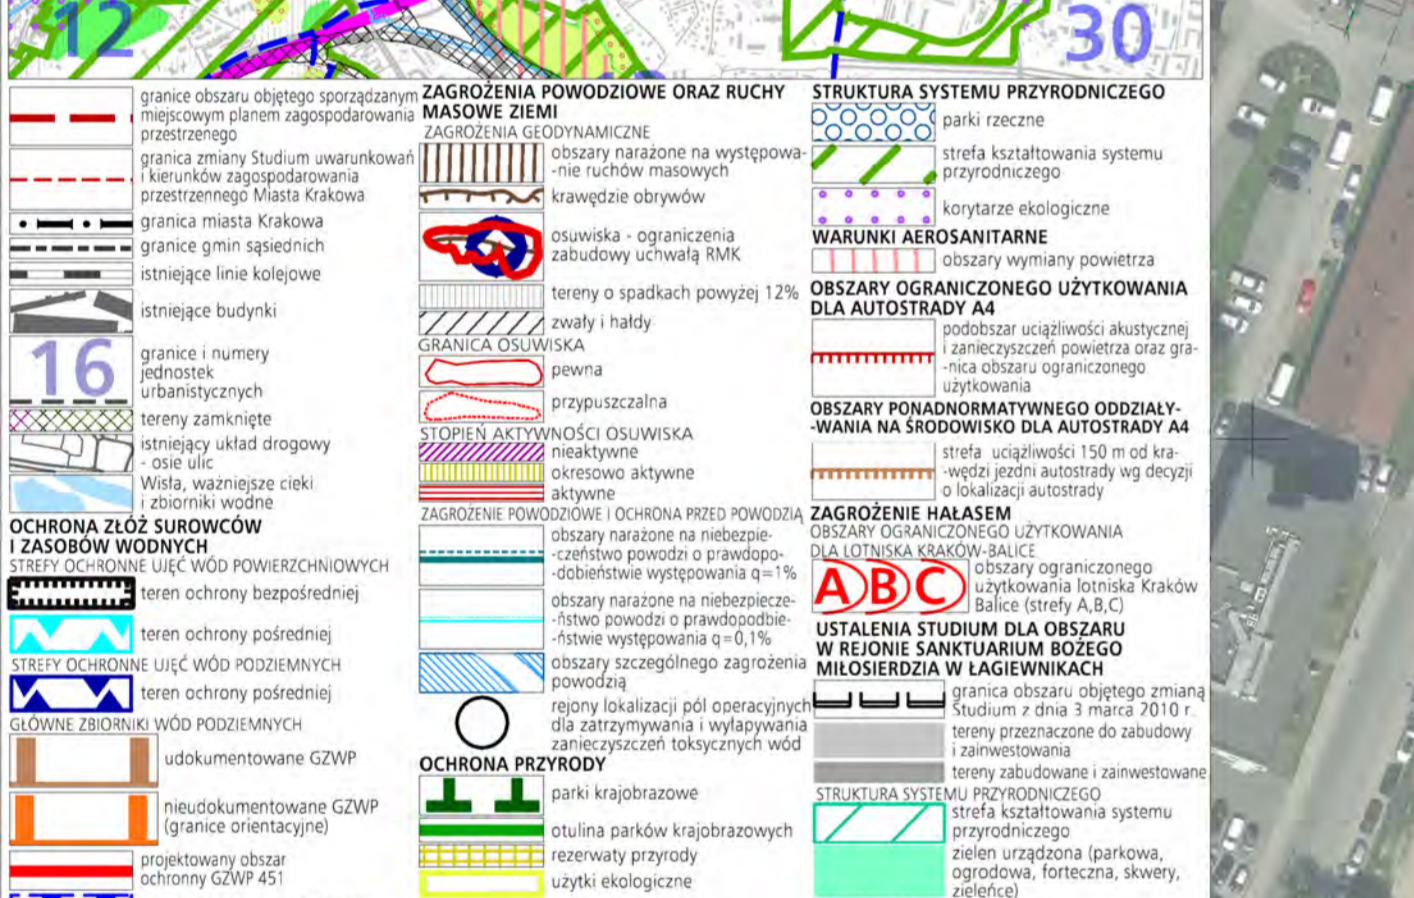 12
30
granice obszaru objętego sporządzanym
miejscowym planem zagospodarowania
przestrzenego
granica zmiany Studium uwarunkowań
i kierunków zagospodarowania
przestrzennego Miasta Krakowa
granica miasta Krakowa
granice gmin sąsiednich
istniejące linie kolejowe
istniejące budynki
16
granice i numery
jednostek
urbanistycznych
tereny zamknięte
istniejący układ drogowy
- osie ulic
Wisła, ważniejsze cieki
i zbiorniki wodne
OCHRONA ZŁÓŻ SUROWCÓW
I ZASOBÓW WODNYCH
STREFY OCHRONNE UJĘĆ WÓD POWIERZCHNIOWYCH
teren ochrony bezpośredniej
teren ochrony pośredniej
STREFY OCHRONNE UJĘĆ WÓD PODZIEMNYCH
teren ochrony pośredniej
GŁÓWNE ZBIORNIKI WÓD PODZIEMNYCH
udokumentowane GZWP
nieudokumentowane GZWP
(granice orientacyjne)
projektowany obszar
ochronny GZWP 451
ZAGROŻENIA POWODZIOWE ORAZ RUCHY
MASOWE ZIEMI
ZAGROŻENIA GEODYNAMICZNE
obszary narażone na występowa-
-nie ruchów masowych
krawędzie obrywów
osuwiska - ograniczenia
zabudowy uchwałą RMK
tereny o spadkach powyżej 12%
zwały i hałdy
GRANICA OSUWISKA
pewna
przypuszczalna
STOPIEŃ AKTYWNOŚCI OSUWISKA
nieaktywne
okresowo aktywne
aktywne
ZAGROŻENIE POWODZIOWE I OCHRONA PRZED POWODZIĄ
obszary narażone na niebezpie-
-czeństwo powodzi o prawdopo-
-dobieństwie występowania q=1%
obszary narażone na niebezpiecze-
-ństwo powodzi o prawdopodbie-
-ństwie występowania q=0,1%
obszary szczególnego zagrożenia
powodzią
rejony lokalizacji pól operacyjnych
dla zatrzymywania i wyłapywania
zanieczyszczeń toksycznych wód
OCHRONA PRZYRODY
parki krajobrazowe
otulina parków krajobrazowych
rezerwaty przyrody
użytki ekologiczne
STRUKTURA SYSTEMU PRZYRODNICZEGO
parki rzeczne
strefa kształtowania systemu
przyrodniczego
korytarze ekologiczne
WARUNKI AEROSANITARNE
obszary wymiany powietrza
OBSZARY OGRANICZONEGO UŻYTKOWANIA
DLA AUTOSTRADY A4
podobszar uciążliwości akustycznej
i zanieczyszczeń powietrza oraz gra-
-nica obszaru ograniczonego
użytkowania
OBSZARY PONADNORMATYWNEGO ODDZIAŁY-
-WANIA NA ŚRODOWISKO DLA AUTOSTRADY A4
strefa uciążliwości 150 m od kra-
-wędzi jezdni autostrady wg decyzji
o lokalizacji autostrady
ZAGROŻENIE HAŁASEM
OBSZARY OGRANICZONEGO UŻYTKOWANIA
DLA LOTNISKA KRAKÓW-BALICE
A B C
obszary ograniczonego
użytkowania lotniska Kraków
Balice (strefy A,B,C)
USTALENIA STUDIUM DLA OBSZARU
W REJONIE SANKTUARIUM BOŻEGO
MIŁOSIERDZIA W ŁAGIEWNIKACH
granica obszaru objętego zmianą
Studium z dnia 3 marca 2010 r.
tereny przeznaczone do zabudowy
i zainwestowania
tereny zabudowane i zainwestowane
STRUKTURA SYSTEMU PRZYRODNICZEGO
strefa kształtowania systemu
przyrodniczego
zielen urządzona (parkowa,
ogrodowa, forteczna, skwery,
zieleńce)